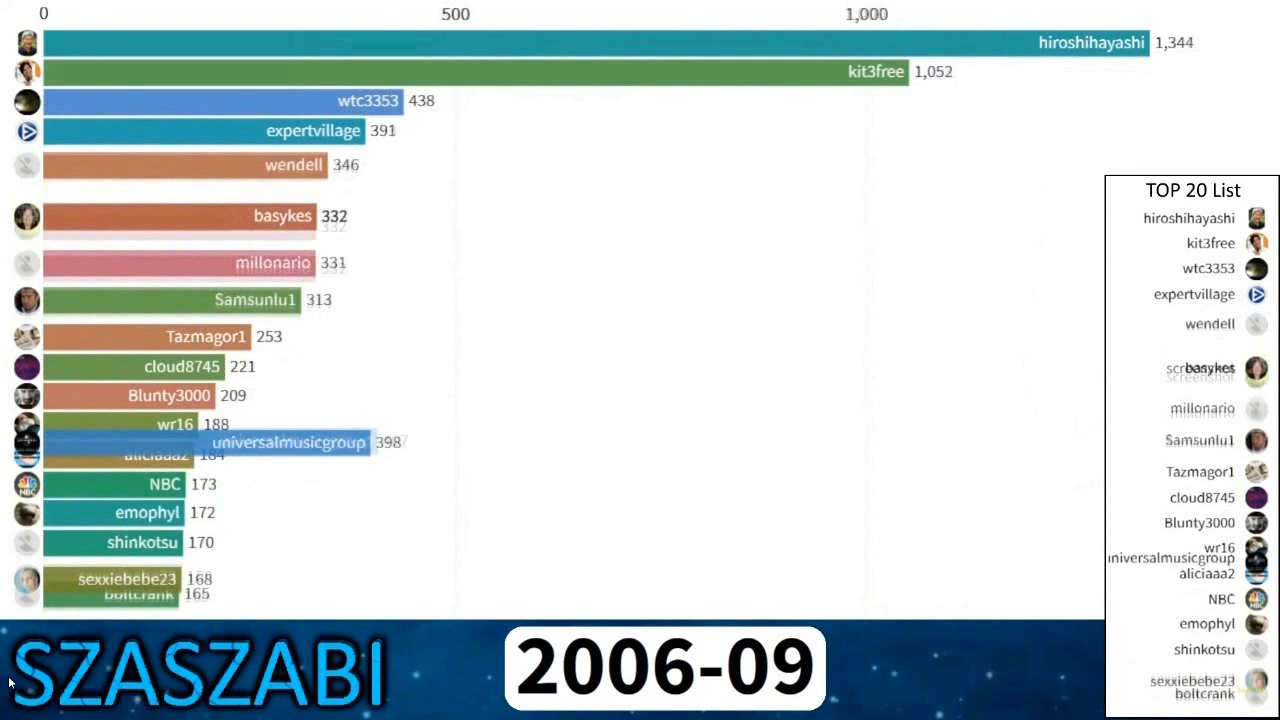 0 500 1,000
hiroshihayashi 1,344
kit3free 1,052
wtc3353 438
expertvillage 391
wendell 346
basykes 332
332
millonario 331
Samsunlu1 313
Tazmagor1 253
cloud8745 221
Blunty3000 209
wr16 188
universalmusicgroup 398
aliciaaa2 184
NBC 173
emophyl 172
shinkotsu 170
sexxiebebe23 168
boltcrank 165
TOP 20 List
hiroshihayashi
kit3free
wtc3353
expertvillage
wendell
basykes
screenshot
millonario
Samsunlu1
Tazmagor1
cloud8745
Blunty3000
wr16
universalmusicgroup
aliciaaa2
NBC
emophyl
shinkotsu
sexxiebebe23
boltcrank
SZASZABI
2006-09